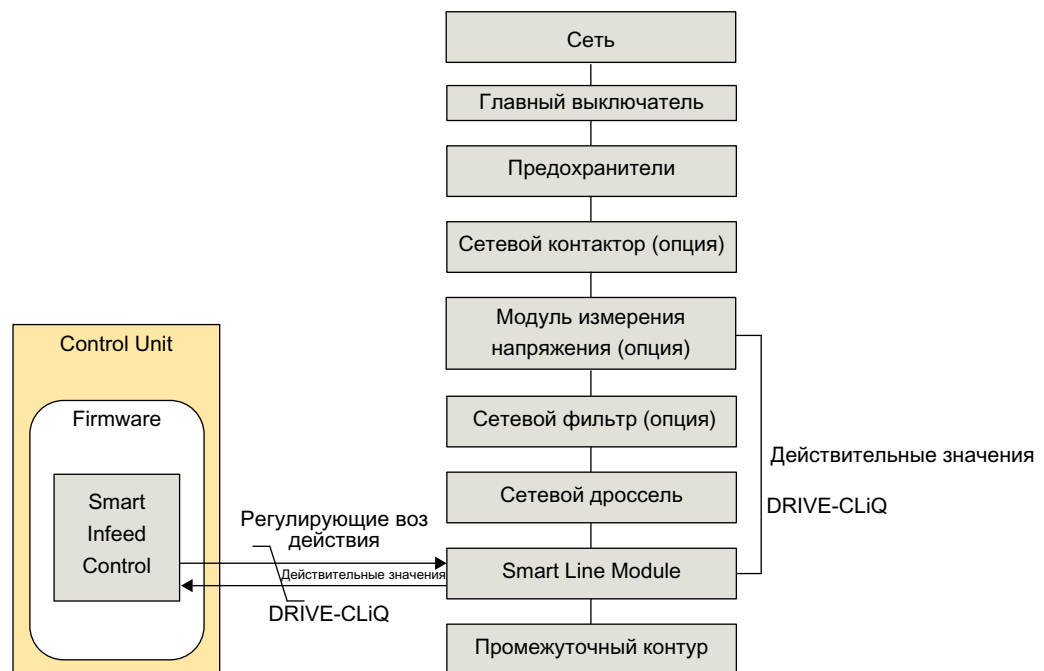 Сеть
Главный выключатель
Предохранители
Сетевой контактор (опция)
Модуль измерения
напряжения (опция)
Сетевой фильтр (опция)
Сетевой дроссель
Smart Line Module
Промежуточный контур
Действительные значения
DRIVE-CLiQ
Control Unit
Firmware
Smart
Infeed
Control
Регулирующие воз
действия
Действительные значения
DRIVE-CLiQ